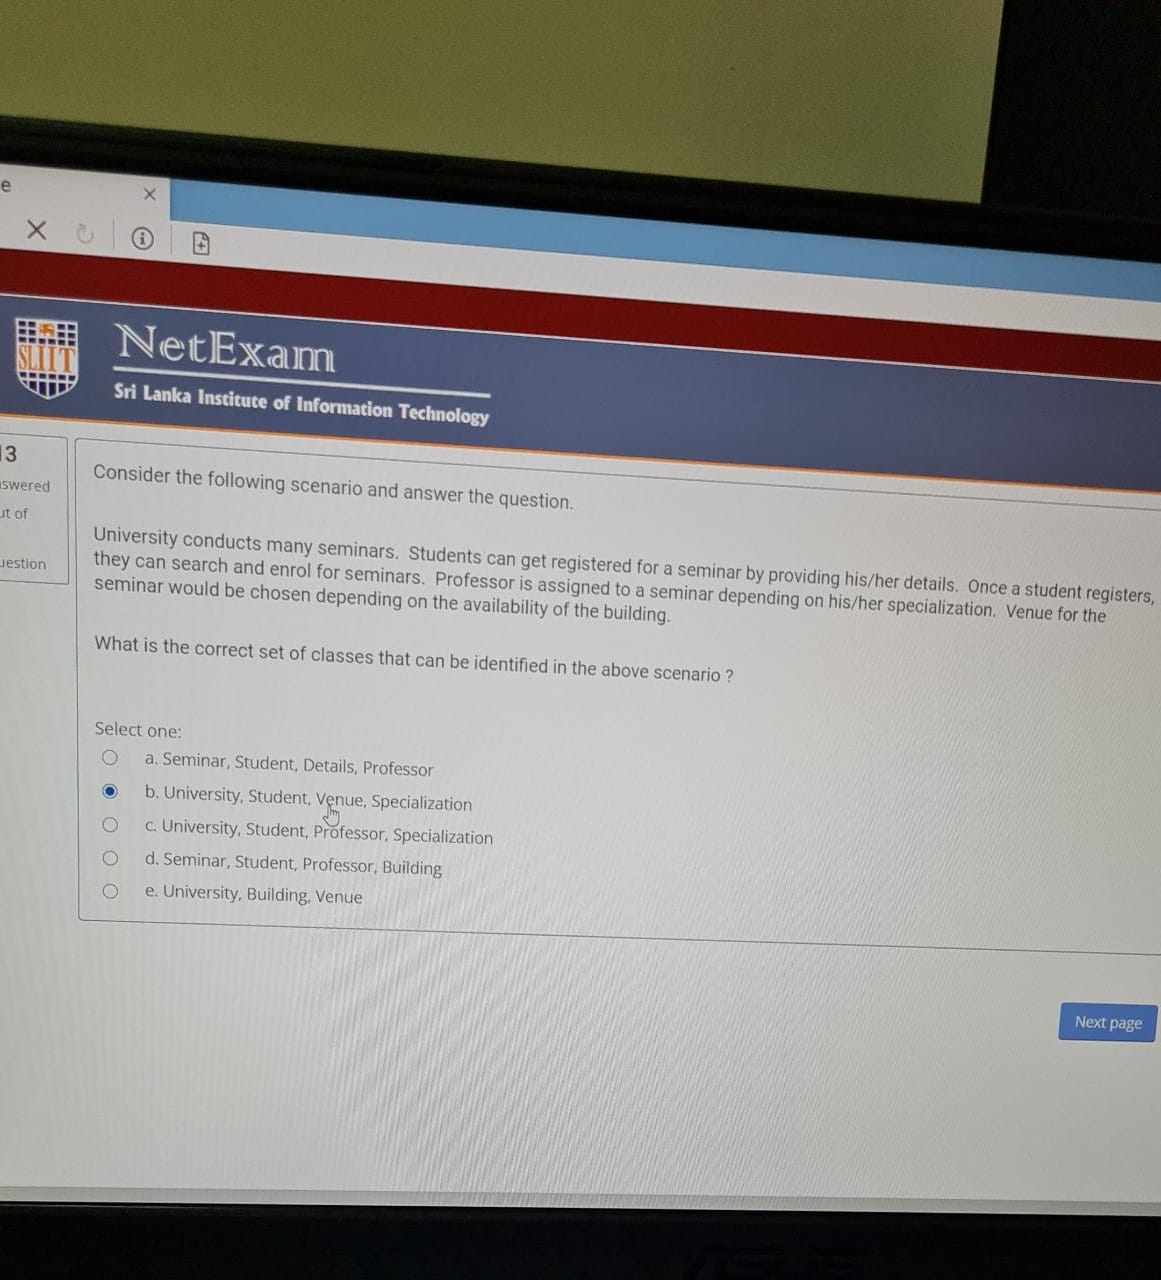 e
SLIIT
NetExam
Sri Lanka Institute of Information Technology
13
swered
ut of
uestion
Consider the following scenario and answer the question.
University conducts many seminars. Students can get registered for a seminar by providing his/her details. Once a student registers,
they can search and enrol for seminars. Professor is assigned to a seminar depending on his/her specialization. Venue for the
seminar would be chosen depending on the availability of the building.
What is the correct set of classes that can be identified in the above scenario ?
Select one:
a. Seminar, Student, Details, Professor
b. University, Student, Venue, Specialization
c. University, Student, Professor, Specialization
d. Seminar, Student, Professor, Building
e. University, Building, Venue
Next page